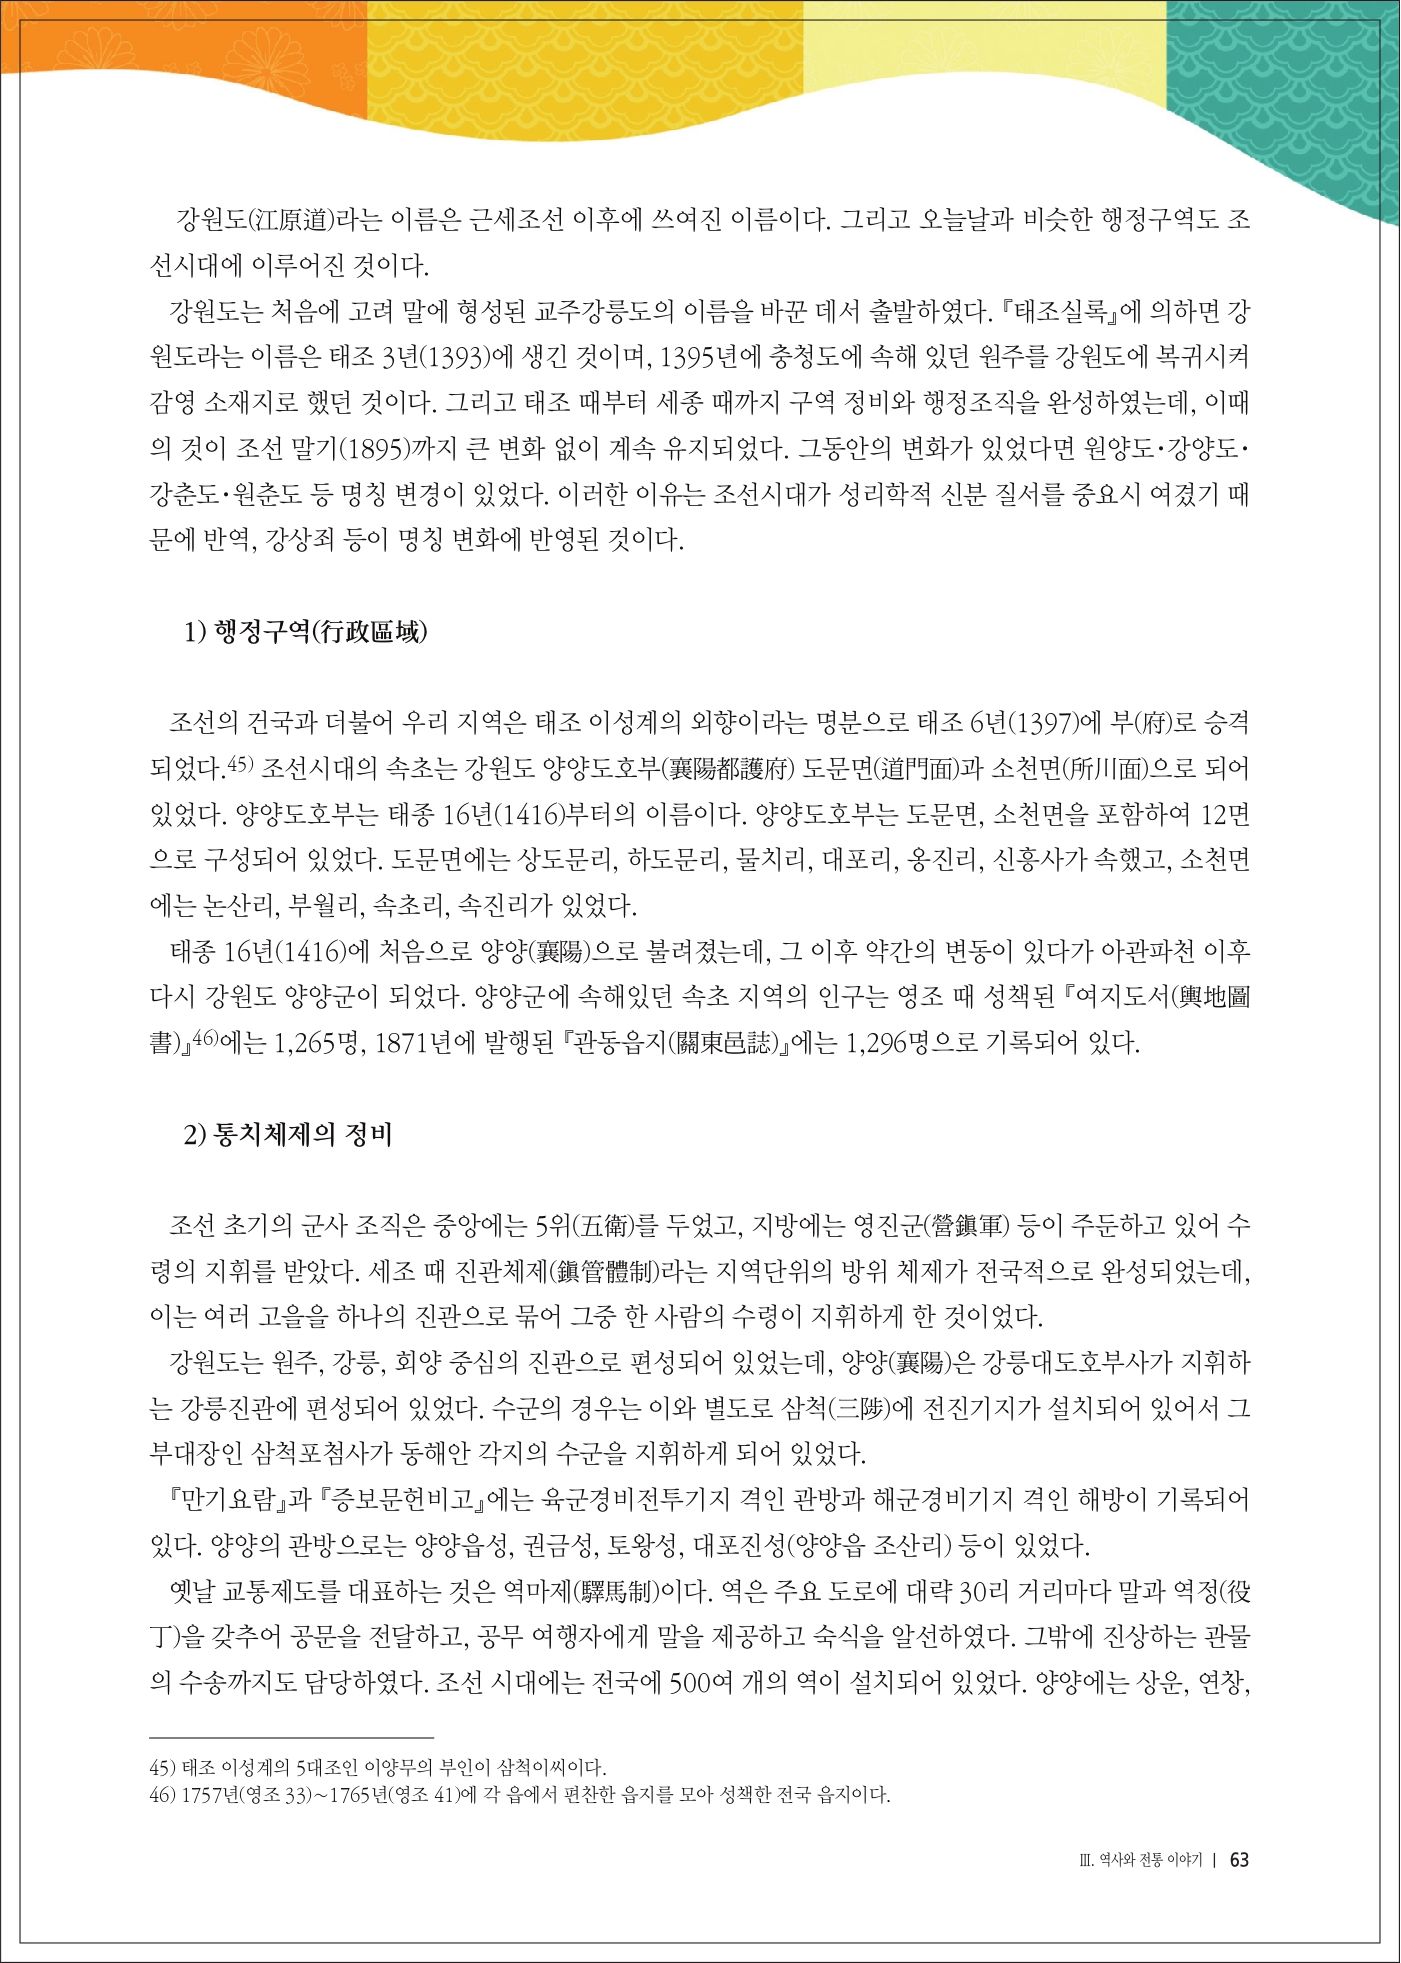 강원도(江原道)라는 이름은 근세조선 이후에 쓰여진 이름이다. 그리고 오늘날과 비슷한 행정구역도 조
선시대에 이루어진 것이다.
강원도는 처음에 고려 말에 형성된 교주강릉도의 이름을 바꾼 데서 출발하였다. 『태조실록』에 의하면 강
원도라는 이름은 태조 3년(1393)에 생긴 것이며, 1395년에 충청도에 속해 있던 원주를 강원도에 복귀시켜
감영 소재지로 했던 것이다. 그리고 태조 때부터 세종 때까지 구역 정비와 행정조직을 완성하였는데, 이때
의 것이 조선 말기(1895)까지 큰 변화 없이 계속 유지되었다. 그동안의 변화가 있었다면 원양도·강양도·
강춘도·원춘도 등 명칭 변경이 있었다. 이러한 이유는 조선시대가 성리학적 신분 질서를 중요시 여겼기 때
문에 반역, 강상죄 등이 명칭 변화에 반영된 것이다.
1) 행정구역(行政區域)
조선의 건국과 더불어 우리 지역은 태조 이성계의 외향이라는 명분으로 태조 6년(1397)에 부(府)로 승격
되었다.45) 조선시대의 속초는 강원도 양양도호부(襄陽都護府) 도문면(道門面)과 소천면(所川面)으로 되어
있었다. 양양도호부는 태종 16년(1416)부터의 이름이다. 양양도호부는 도문면, 소천면을 포함하여 12면
으로 구성되어 있었다. 도문면에는 상도문리, 하도문리, 물치리, 대포리, 옹진리, 신흥사가 속했고, 소천면
에는 논산리, 부월리, 속초리, 속진리가 있었다.
태종 16년(1416)에 처음으로 양양(襄陽)으로 불려졌는데, 그 이후 약간의 변동이 있다가 아관파천 이후
다시 강원도 양양군이 되었다. 양양군에 속해있던 속초 지역의 인구는 영조 때 성책된 『여지도서(輿地圖
書)』46)에는 1,265명, 1871년에 발행된 『관동읍지(關東邑誌)』에는 1,296명으로 기록되어 있다.
2) 통치체제의 정비
조선 초기의 군사 조직은 중앙에는 5위(五衛)를 두었고, 지방에는 영진군(營鎭軍) 등이 주둔하고 있어 수
령의 지휘를 받았다. 세조 때 진관체제(鎭管體制)라는 지역단위의 방위 체제가 전국적으로 완성되었는데,
이는 여러 고을을 하나의 진관으로 묶어 그중 한 사람의 수령이 지휘하게 한 것이었다.
강원도는 원주, 강릉, 회양 중심의 진관으로 편성되어 있었는데, 양양(襄陽)은 강릉대도호부사가 지휘하
는 강릉진관에 편성되어 있었다. 수군의 경우는 이와 별도로 삼척(三陟)에 전진기지가 설치되어 있어서 그
부대장인 삼척포첨사가 동해안 각지의 수군을 지휘하게 되어 있었다.
『만기요람』과 『증보문헌비고』에는 육군경비전투기지 격인 관방과 해군경비기지 격인 해방이 기록되어
있다. 양양의 관방으로는 양양읍성, 권금성, 토왕성, 대포진성(양양읍 조산리) 등이 있었다.
옛날 교통제도를 대표하는 것은 역마제(驛馬制)이다. 역은 주요 도로에 대략 30리 거리마다 말과 역정(役
丁)을 갖추어 공문을 전달하고, 공무 여행자에게 말을 제공하고 숙식을 알선하였다. 그밖에 진상하는 관물
의 수송까지도 담당하였다. 조선 시대에는 전국에 500여 개의 역이 설치되어 있었다. 양양에는 상운, 연창,
45) 태조 이성계의 5대조인 이양무의 부인이 삼척이씨이다.
46) 1757년(영조 33)~1765년(영조 41)에 각 읍에서 편찬한 읍지를 모아 성책한 전국 읍지이다.
Ⅲ. 역사와 전통 이야기 | 63